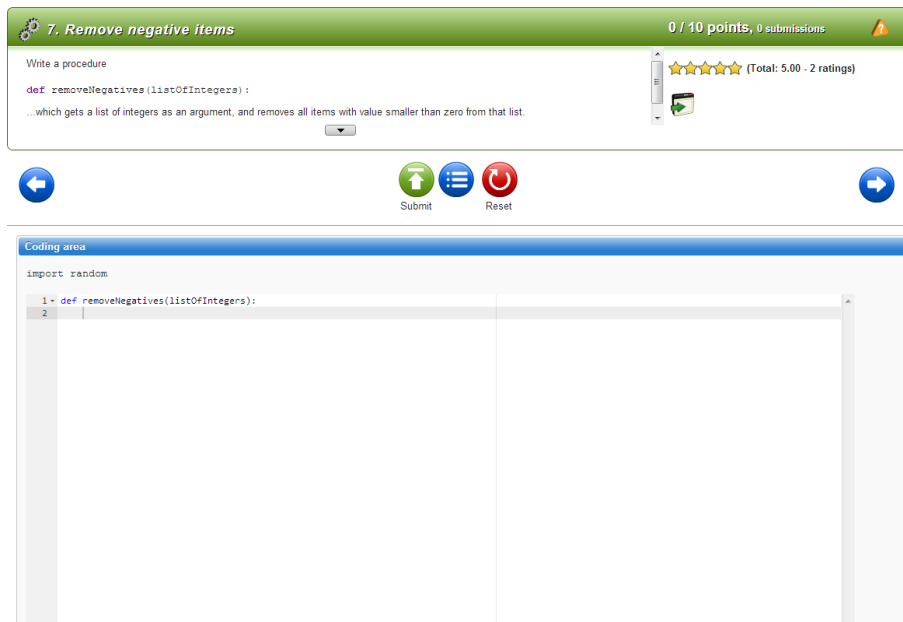 7. Remove negative items
0 / 10 points, 0 submissions
Write a procedure
def removeNegatives(listOfIntegers):
...which gets a list of integers as an argument, and removes all items with value smaller than zero from that list.
(Total: 5.00 - 2 ratings)
Submit
Reset
Coding area
import random
1 def removeNegatives(listOfIntegers):
2